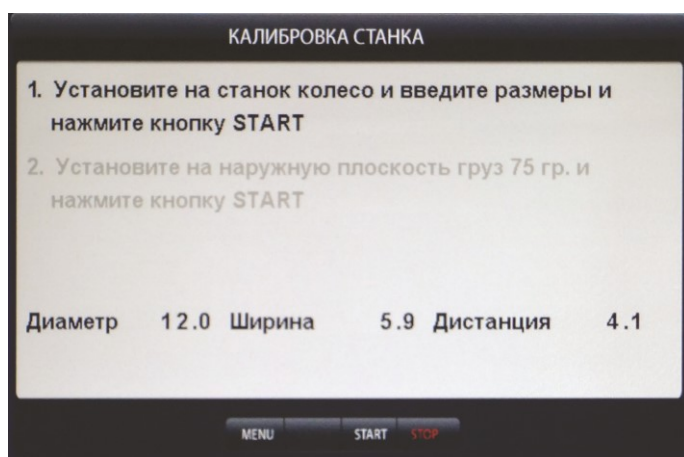 КАЛИБРОВКА СТАНКА
1. Установите на станок колесо и введите размеры и
нажмите кнопку START
2. Установите на наружную плоскость груз 75 гр. и
нажмите кнопку START
Диаметр 12.0 Ширина 5.9 Дистанция 4.1
MENU START STOP